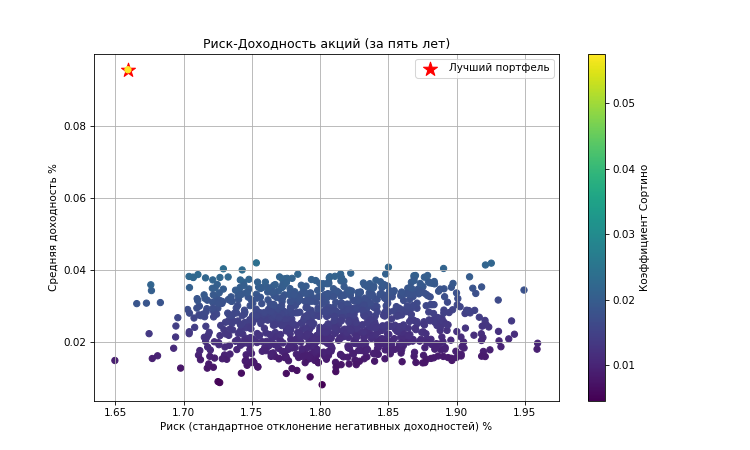 Риск-Доходность акций (за пять лет)
Лучший портфель
Средняя доходность %
0.08
0.06
0.04
0.02
1.65 1.70 1.75 1.80 1.85 1.90 1.95
Риск (стандартное отклонение негативных доходностей) %
0.05
0.04
0.03
0.02
0.01
Коэффициент Сортино